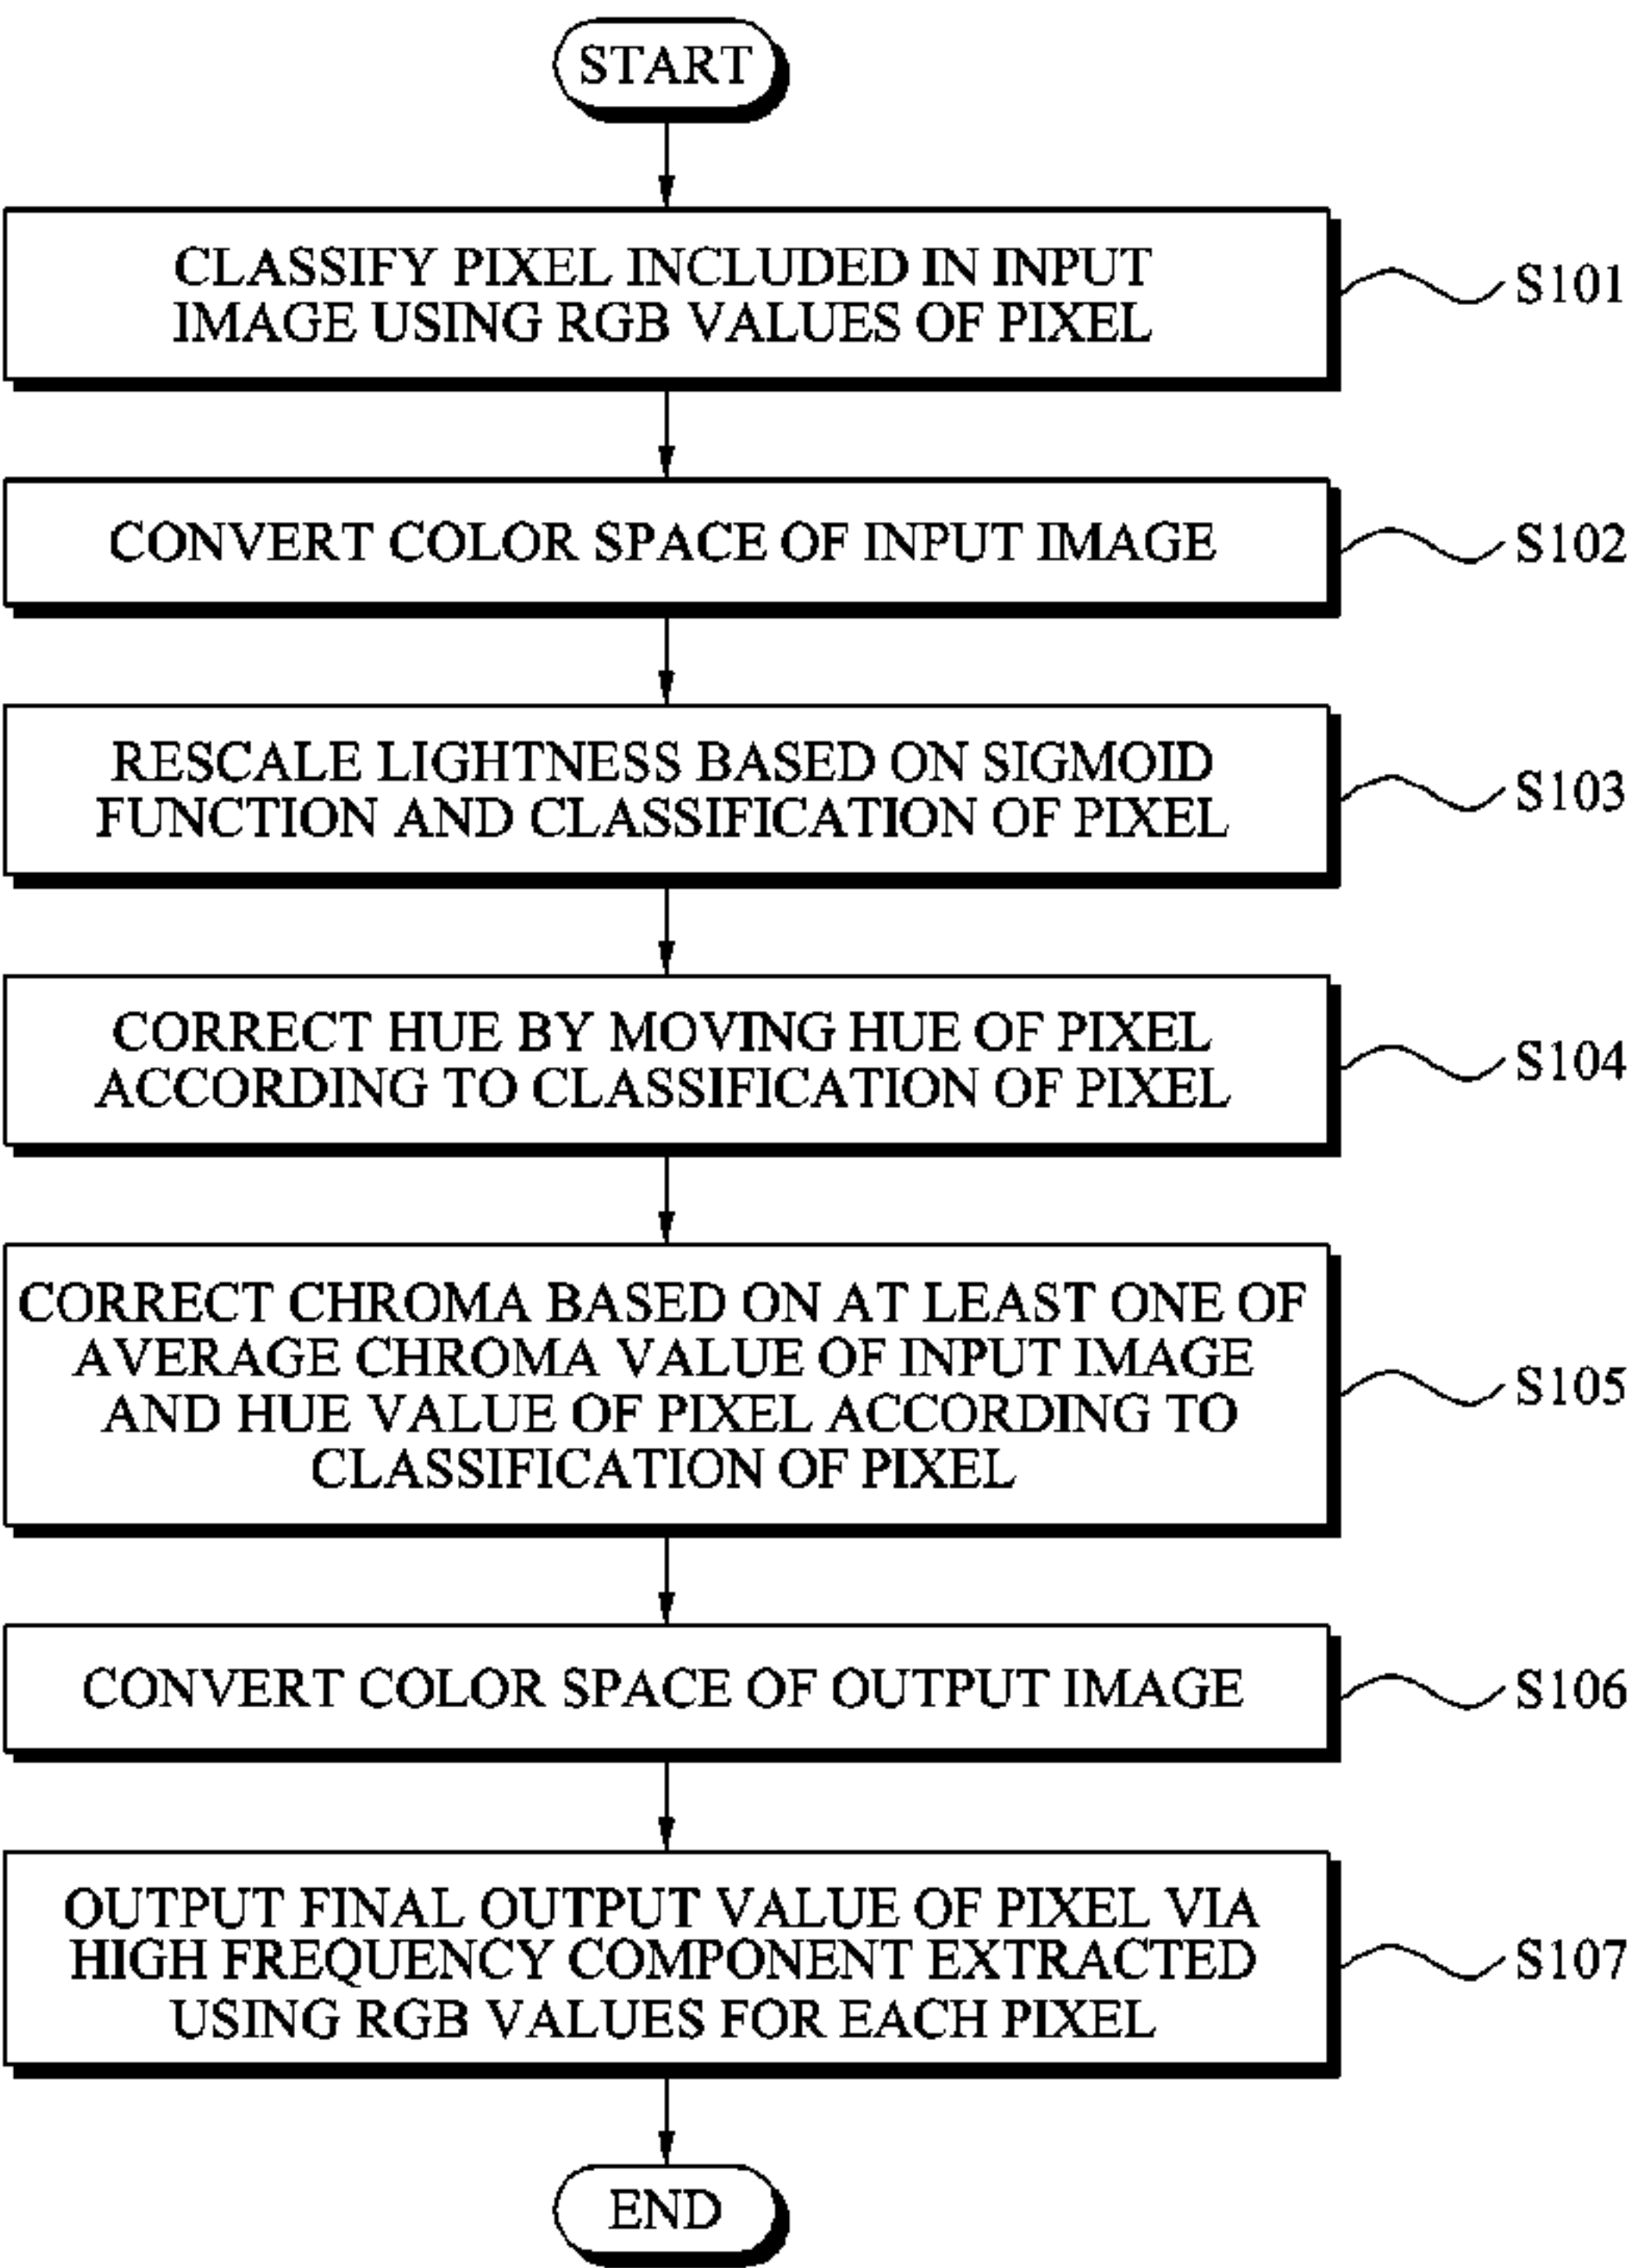 START
CLASSIFY PIXEL INCLUDED IN INPUT
IMAGE USING RGB VALUES OF PIXEL
S101
CONVERT COLOR SPACE OF INPUT IMAGE
S102
RESCALE LIGHTNESS BASED ON SIGMOID
FUNCTION AND CLASSIFICATION OF PIXEL
S103
CORRECT HUE BY MOVING HUE OF PIXEL
ACCORDING TO CLASSIFICATION OF PIXEL
S104
CORRECT CHROMA BASED ON AT LEAST ONE OF
AVERAGE CHROMA VALUE OF INPUT IMAGE
AND HUE VALUE OF PIXEL ACCORDING TO
CLASSIFICATION OF PIXEL
S105
CONVERT COLOR SPACE OF OUTPUT IMAGE
S106
OUTPUT FINAL OUTPUT VALUE OF PIXEL VIA
HIGH FREQUENCY COMPONENT EXTRACTED
USING RGB VALUES FOR EACH PIXEL
S107
END